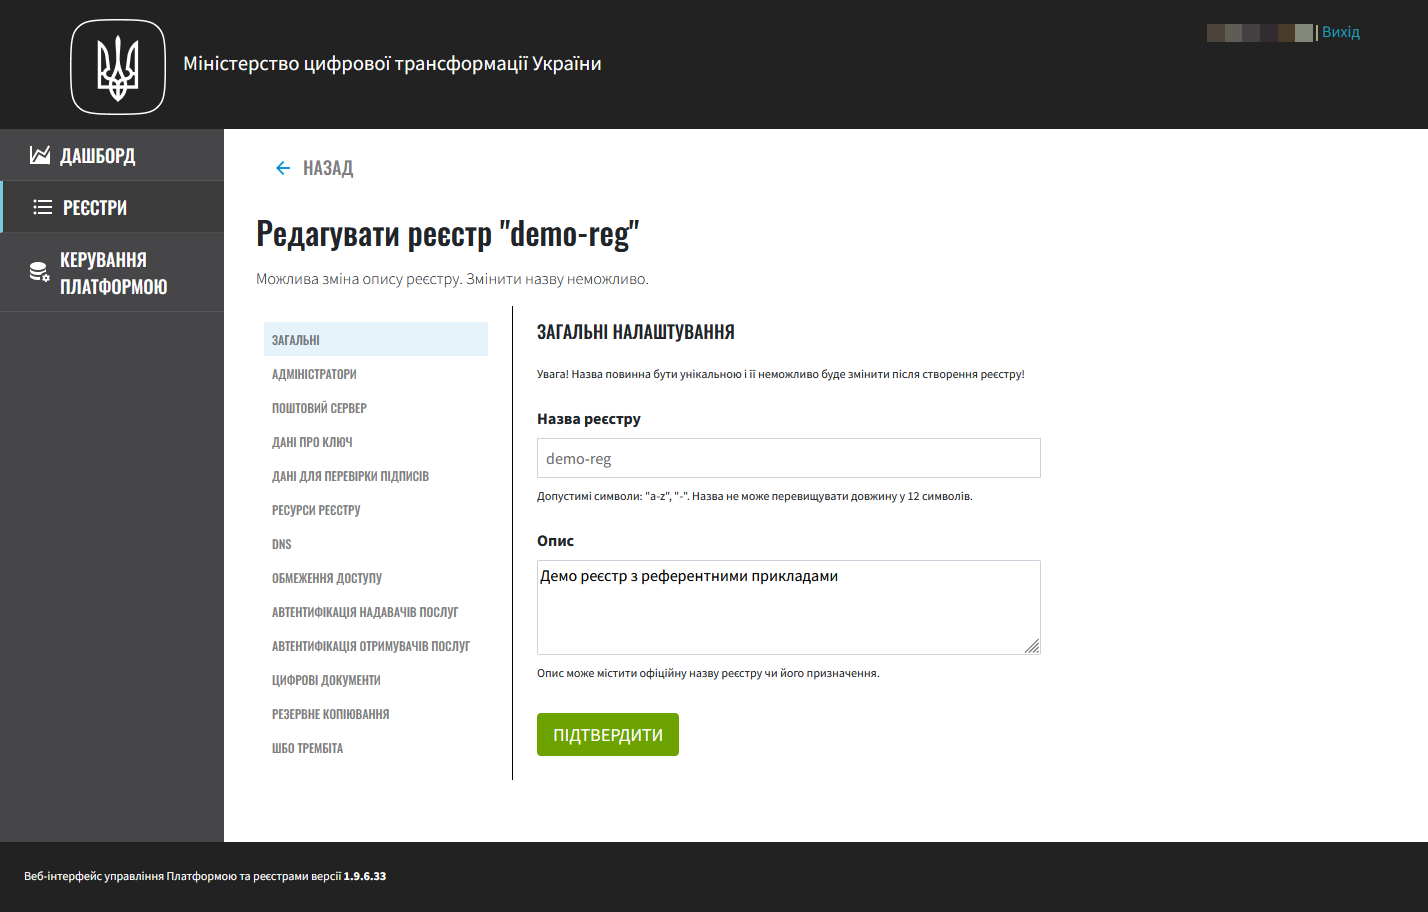 Міністерство цифрової трансформації України
Вихід
ДАШБОРД
РЕЄСТРИ
КЕРУВАННЯ
ПЛАТФОРМОЮ
НАЗАД
Редагувати реєстр "demo-reg"
Можлива зміна опису реєстру. Змінити назву неможливо.
ЗАГАЛЬНІ
АДМІНІСТРАТОРИ
ПОШТОВИЙ СЕРВЕР
ДАНІ ПРО КЛЮЧ
ДАНІ ДЛЯ ПЕРЕВІРКИ ПІДПИСІВ
РЕСУРСИ РЕЄСТРУ
DNS
ОБМЕЖЕННЯ ДОСТУПУ
АВТЕНТИФІКАЦІЯ НАДАВАЧІВ ПОСЛУГ
АВТЕНТИФІКАЦІЯ ОТРИМУВАЧІВ ПОСЛУГ
ЦИФРОВІ ДОКУМЕНТИ
РЕЗЕРВНЕ КОПІЮВАННЯ
ШБО ТРЕМБІТА
ЗАГАЛЬНІ НАЛАШТУВАННЯ
Увага! Назва повинна бути унікальною і її неможливо буде змінити після створення реєстру!
Назва реєстру
demo-reg
Допустимі символи: "a-z", "-". Назва не може перевищувати довжину у 12 символів.
Опис
Демо реєстр з референтними прикладами
Опис може містити офіційну назву реєстру чи його призначення.
ПІДТВЕРДИТИ
Веб-інтерфейс управління Платформою та реєстрами версії 1.9.6.33